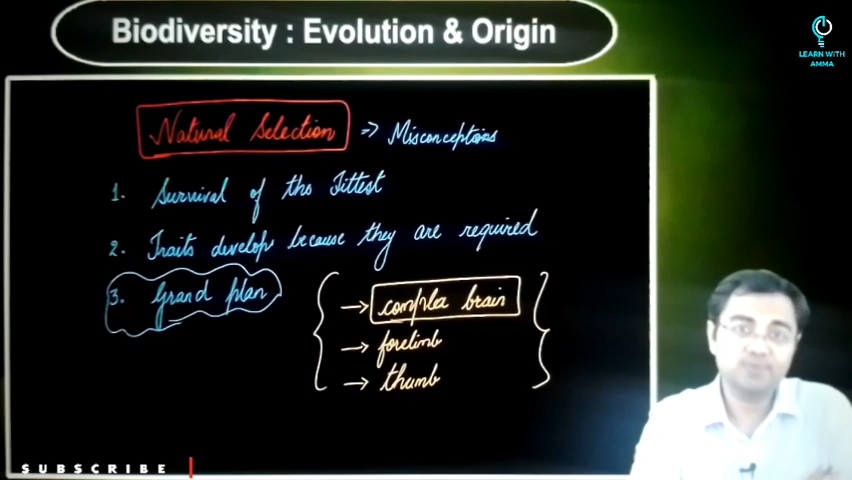 Biodiversity : Evolution & Origin
LEARN WITH
AMMA
Natural Selection => Misconceptions
1. Survival of the Fittest
2. Traits develop because they are required
3. Grand plan
→ complex brain
→ forelimb
→ thumb
SUBSCRIBE